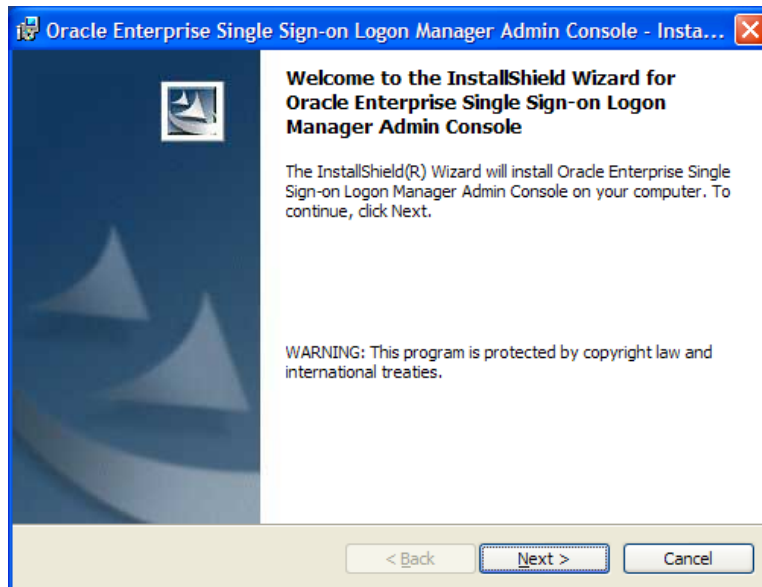 Oracle Enterprise Single Sign-on Logon Manager Admin Console - Insta...
Welcome to the InstallShield Wizard for
Oracle Enterprise Single Sign-on Logon
Manager Admin Console
The InstallShield(R) Wizard will install Oracle Enterprise Single
Sign-on Logon Manager Admin Console on your computer. To
continue, click Next.
WARNING: This program is protected by copyright law and
international treaties.
< Back
Next >
Cancel